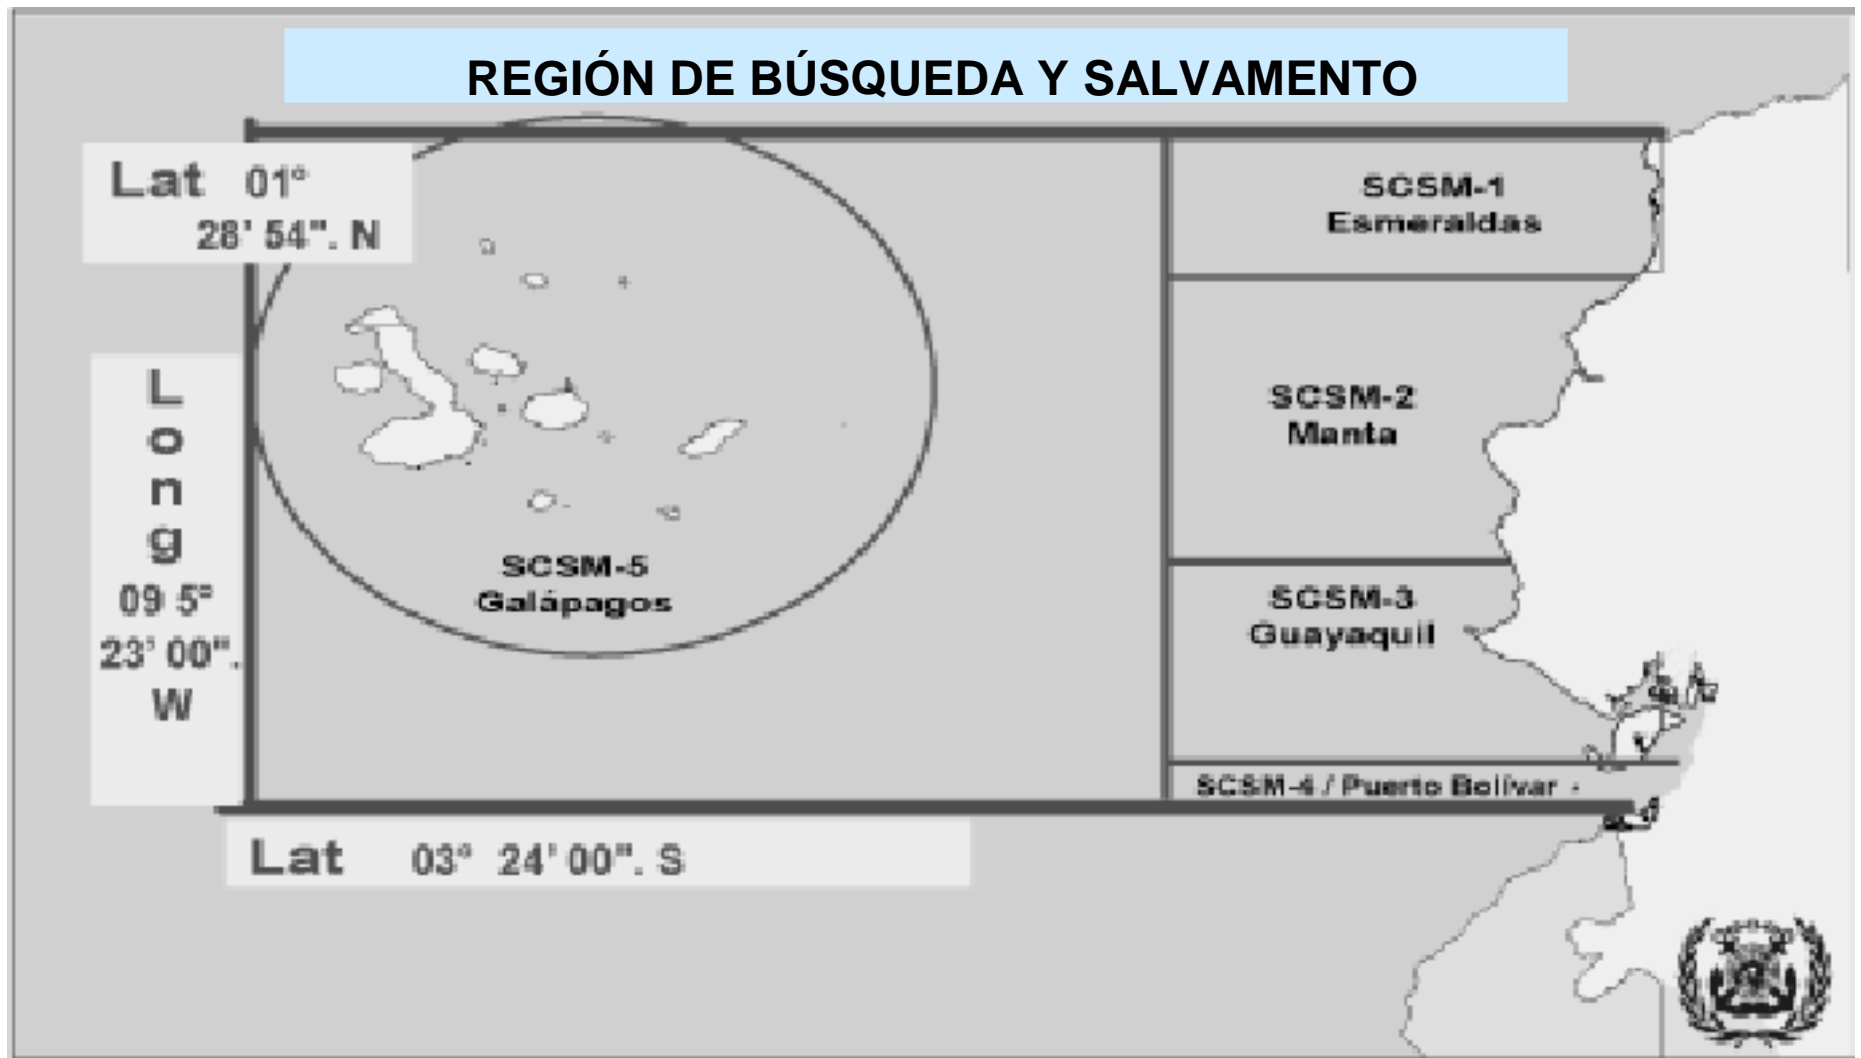 REGIÓN DE BÚSQUEDA Y SALVAMENTO
Lat 01°
28' 54". N
SCSM-1
Esmeraldas
L
o
n
g
09 5°
23' 00".
W
SCSM-2
Manta
SCSM-5
Galápagos
SCSM-3
Guayaquil
SCSM-4 / Puerto Bolívar
Lat 03° 24' 00". S